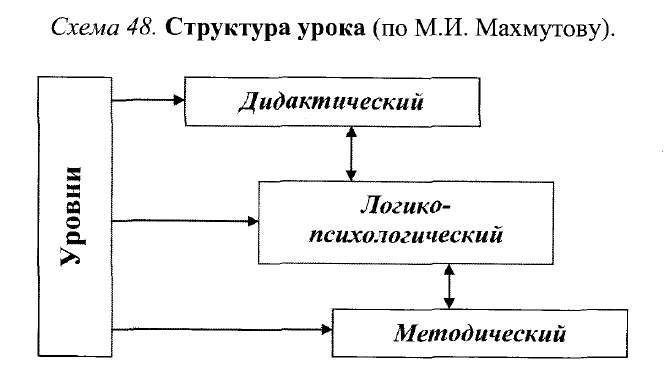 Схема 48. Структура урока (по М.И. Махмутову).
Дидактический
Уровни
Логико-
психологический
Методический